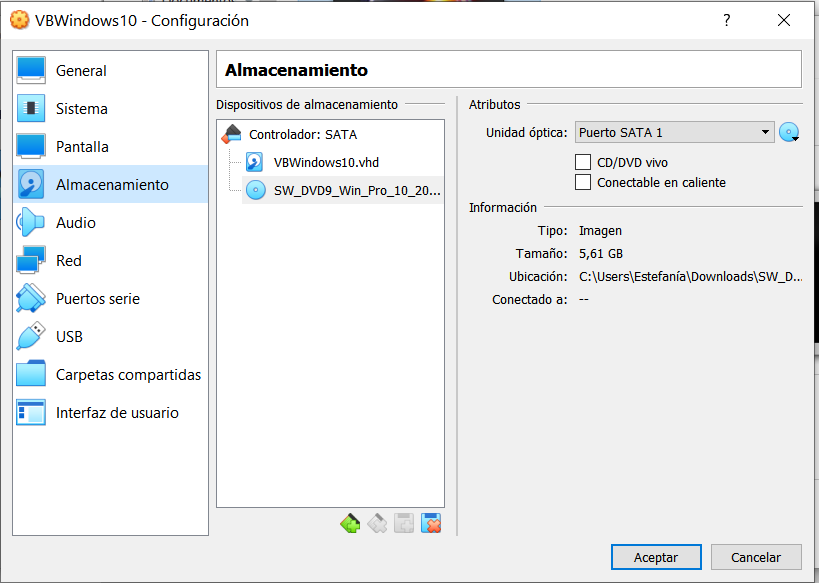 VBWindows10 - Configuración
?
General
Sistema
Pantalla
Almacenamiento
Audio
Red
Puertos serie
USB
Carpetas compartidas
Interfaz de usuario
Almacenamiento
Dispositivos de almacenamiento
Controlador: SATA
VBWindows10.vhd
SW_DVD9_Win_Pro_10_20...
Atributos
Unidad óptica: Puerto SATA 1
CD/DVD vivo
Conectable en caliente
Información
Tipo: Imagen
Tamaño: 5,61 GB
Ubicación: C:\Users\Estefanía\Downloads\SW_D...
Conectado a: --
Aceptar
Cancelar